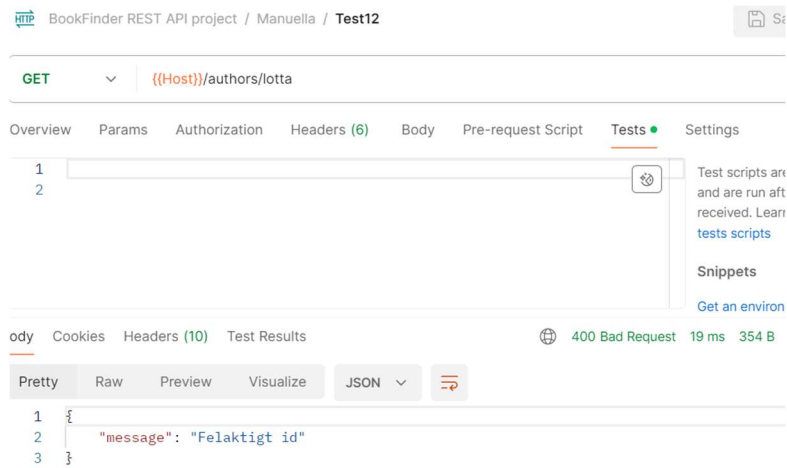 HTTP BookFinder REST API project / Manuella / Test12
GET {{Host}}/authors/lotta
Overview Params Authorization Headers (6) Body Pre-request Script Tests Settings
1
2
Test scripts are
and are run aft
received. Learn
tests scripts
Snippets
Get an environ
ody Cookies Headers (10) Test Results 400 Bad Request 19 ms 354 B
Pretty Raw Preview Visualize JSON
1 {
2 "message": "Felaktigt id"
3 }